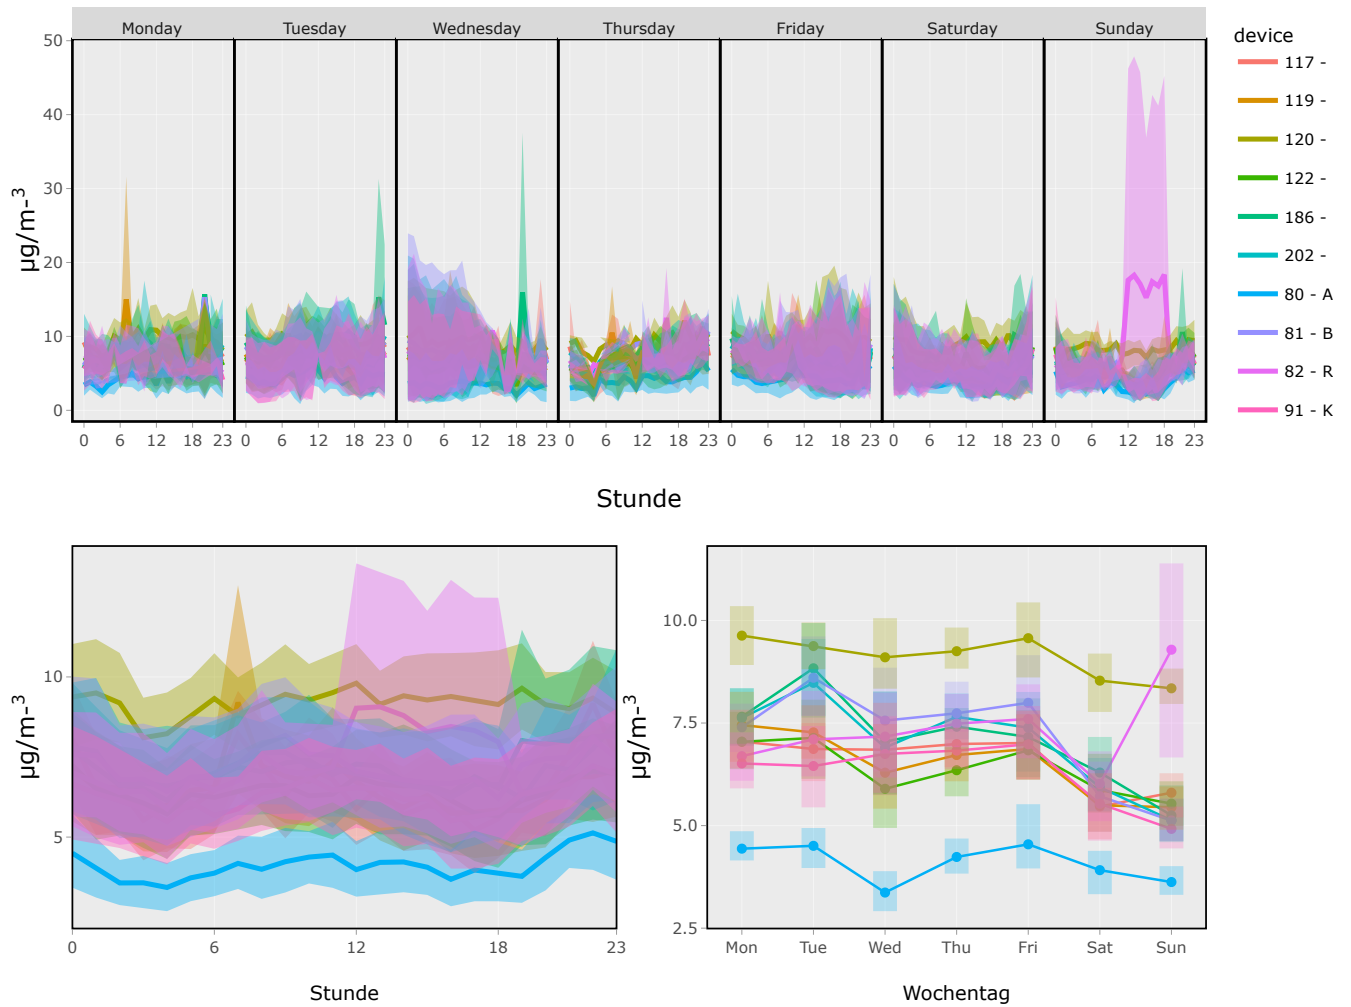 Monday Tuesday Wednesday Thursday Friday Saturday Sunday
50
40
30
20
10
0
µg/m-³
0 6 12 18 23 0 6 12 18 23 0 6 12 18 23 0 6 12 18 23 0 6 12 18 23 0 6 12 18 23 0 6 12 18 23
Stunde
device
117 -
119 -
120 -
122 -
186 -
202 -
80 - A
81 - B
82 - R
91 - K
10
5
µg/m-³
0 6 12 18 23
Stunde
10.0
7.5
5.0
2.5
µg/m-³
Mon Tue Wed Thu Fri Sat Sun
Wochentag